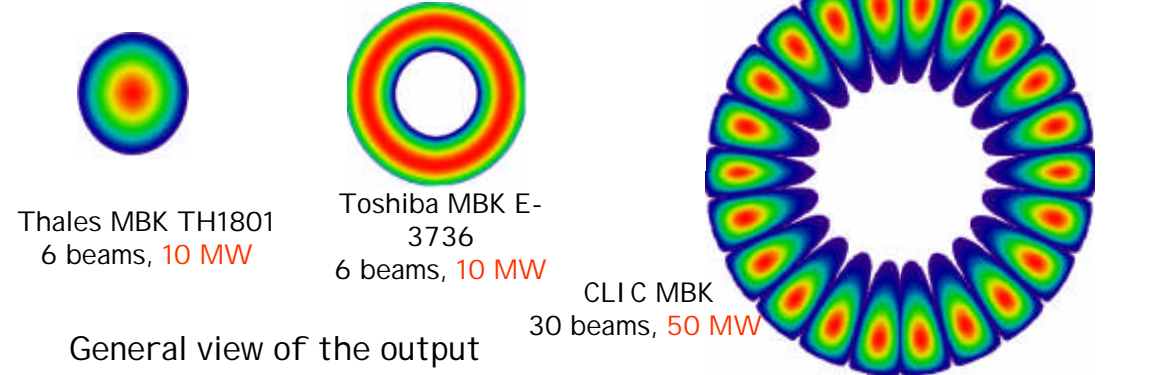 Thales MBK TH1801
6 beams, 10 MW
Toshiba MBK E-
3736
6 beams, 10 MW
CLIC MBK
30 beams, 50 MW
General view of the output